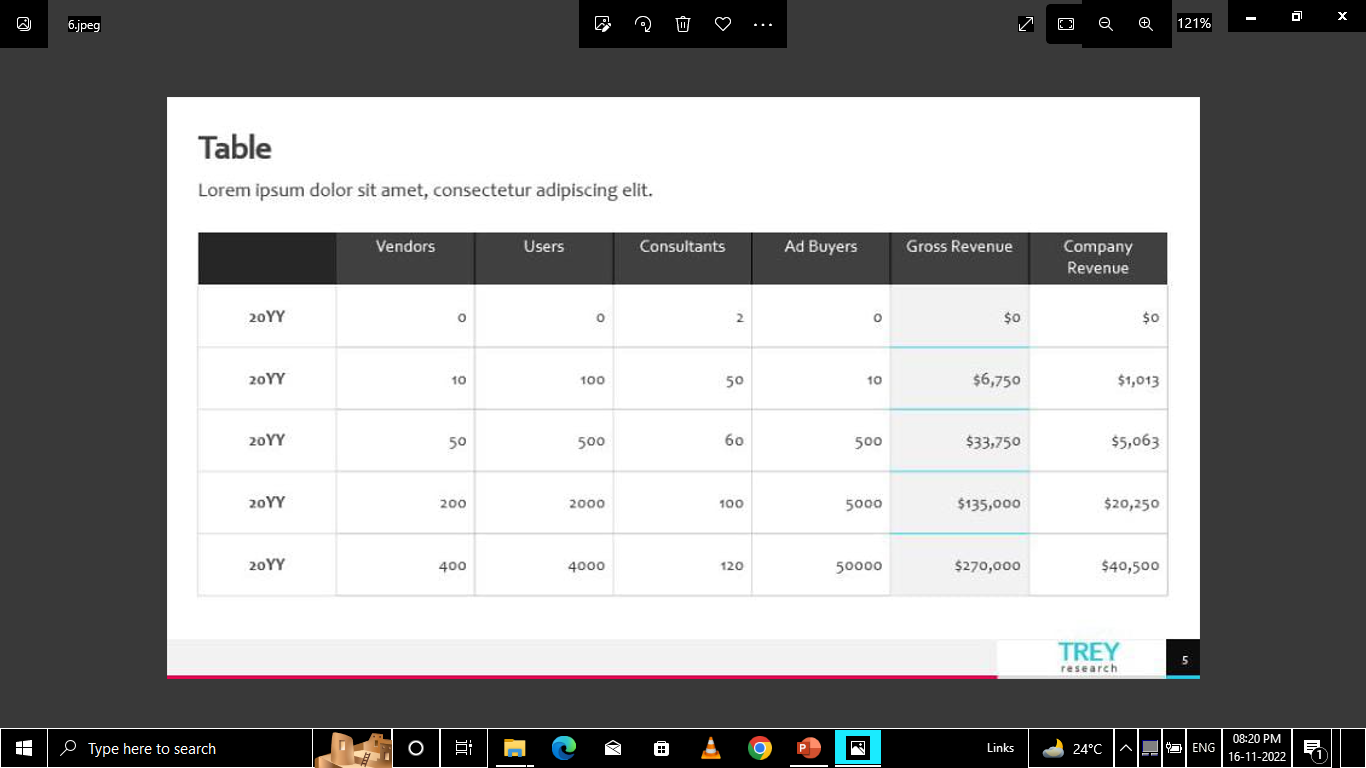 6.jpeg
121%
Table
Lorem ipsum dolor sit amet, consectetur adipiscing elit.
Vendors Users Consultants Ad Buyers Gross Revenue Company
Revenue
20YY 0 0 2 0 $0 $0
20YY 10 100 50 10 $6,750 $1,013
20YY 50 500 60 500 $33,750 $5,063
20YY 200 2000 100 5000 $135,000 $20,250
20YY 400 4000 120 50000 $270,000 $40,500
TREY
research
5
Type here to search
Links
24°C
ENG
08:20 PM
16-11-2022
1